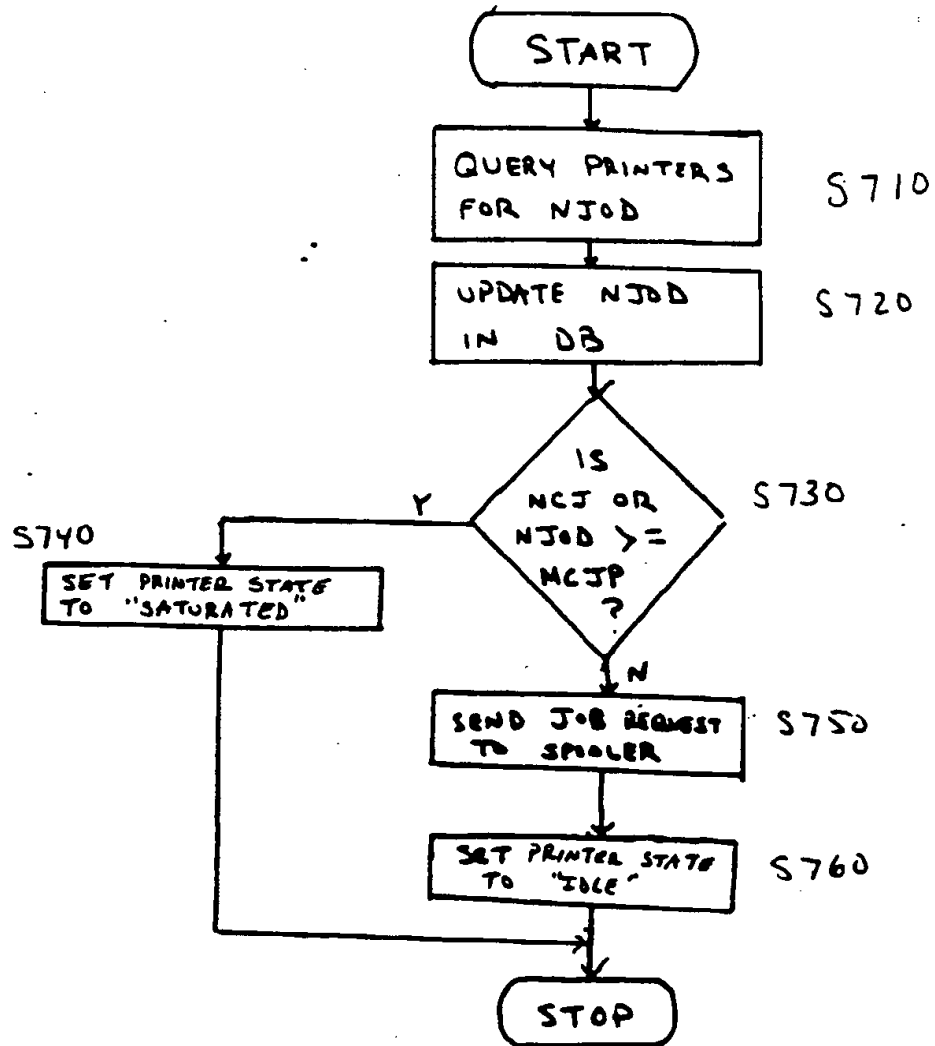 START
QUERY PRINTERS
FOR NJOD
S710
UPDATE NJOD
IN DB
S720
IS
NCJ OR
NJOD >=
MCJP
?
S730
Y
S740
SET PRINTER STATE
TO "SATURATED"
N
SEND JOB REQUEST
TO SPOOLER
S750
SET PRINTER STATE
TO "IDLE"
S760
STOP